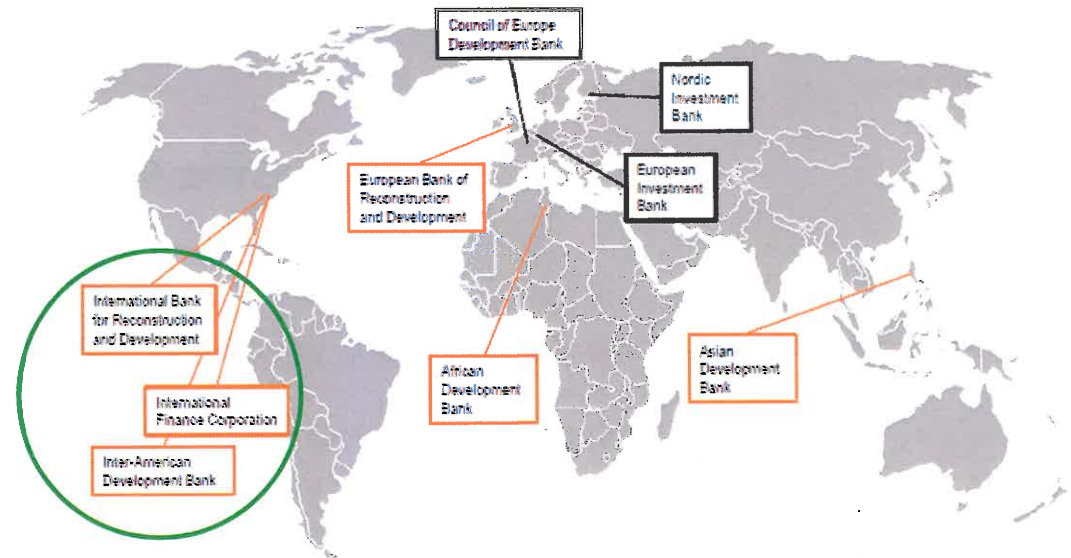 Council of Europe
Development Bank
Nordic
Investment
Bank
European Bank of
Reconstruction
and Development
European
Investment
Bank
International Bank
for Reconstruction
and Development
International
Finance Corporation
Inter-American
Development Bank
African
Development
Bank
Asian
Development
Bank